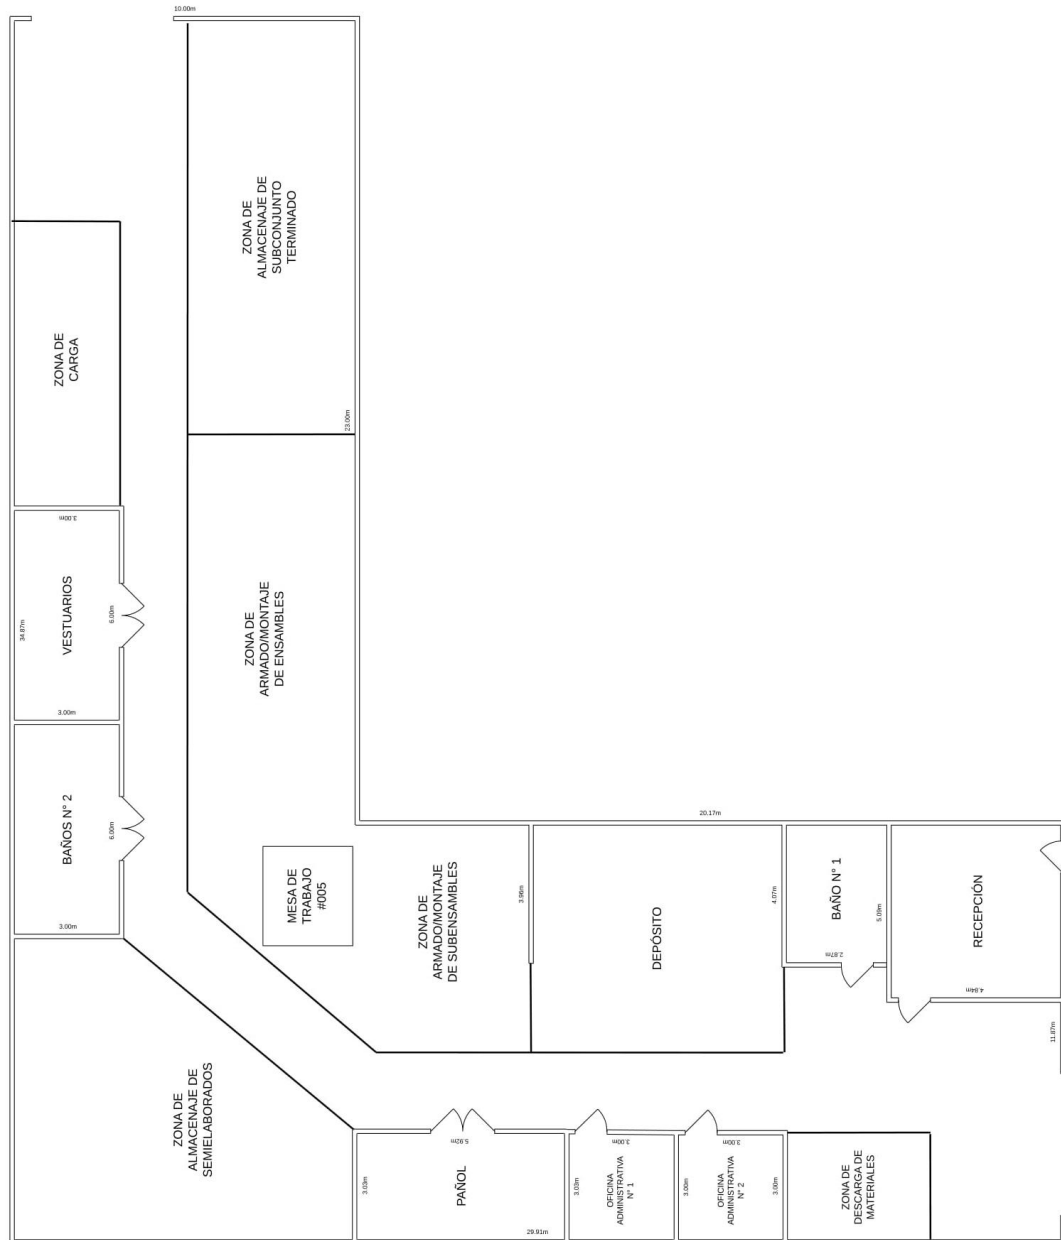 10.00m
ZONA DE
ALMACENAJE DE
SUBCONJUNTO
TERMINADO
ZONA DE
CARGA
23.00m
3.00m
VESTUARIOS
6.00m
34.87m
3.00m
ZONA DE
ARMADO/MONTAJE
DE ENSAMBLES
BAÑOS N° 2
6.00m
3.00m
MESA DE
TRABAJO
#005
ZONA DE
ARMADO/MONTAJE
DE SUBENSAMBLES
3.96m
20.17m
DEPÓSITO
4.07m
BAÑO N° 1
5.09m
2.87m
RECEPCIÓN
4.84m
11.87m
ZONA DE
ALMACENAJE DE
SEMIELABORADOS
5.92m
3.03m
PAÑOL
29.91m
3.00m
3.03m
OFICINA
ADMINISTRATIVA
N° 1
3.00m
3.00m
OFICINA
ADMINISTRATIVA
N° 2
3.00m
ZONA DE
DESCARGA DE
MATERIALES